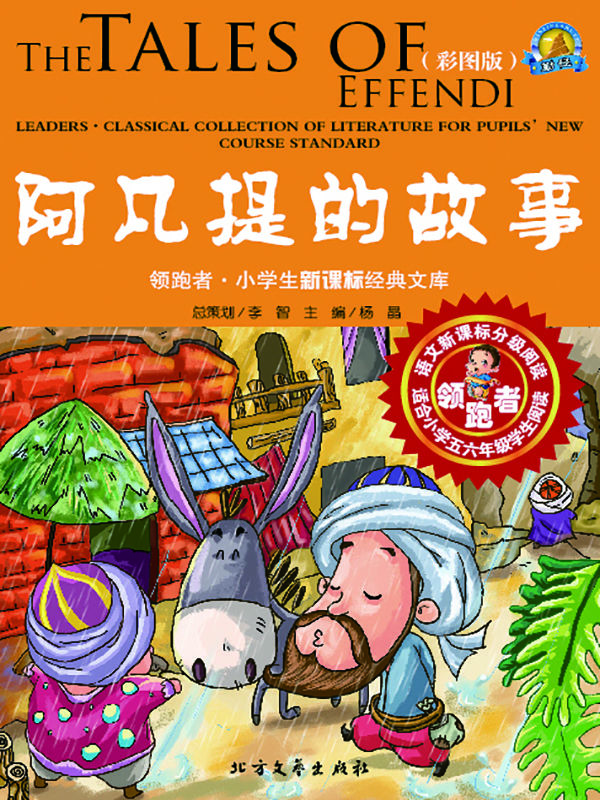 THE TALES OF
EFFENDI
（彩图版）
LEADERS · CLASSICAL COLLECTION OF LITERATURE FOR PUPILS' NEW
COURSE STANDARD
阿凡提的故事
领跑者·小学生新课标经典文库
总策划/李 智 主 编/杨 晶
语文新课标分级阅读
领跑者
适合小学五六年级学生阅读
北方文艺出版社